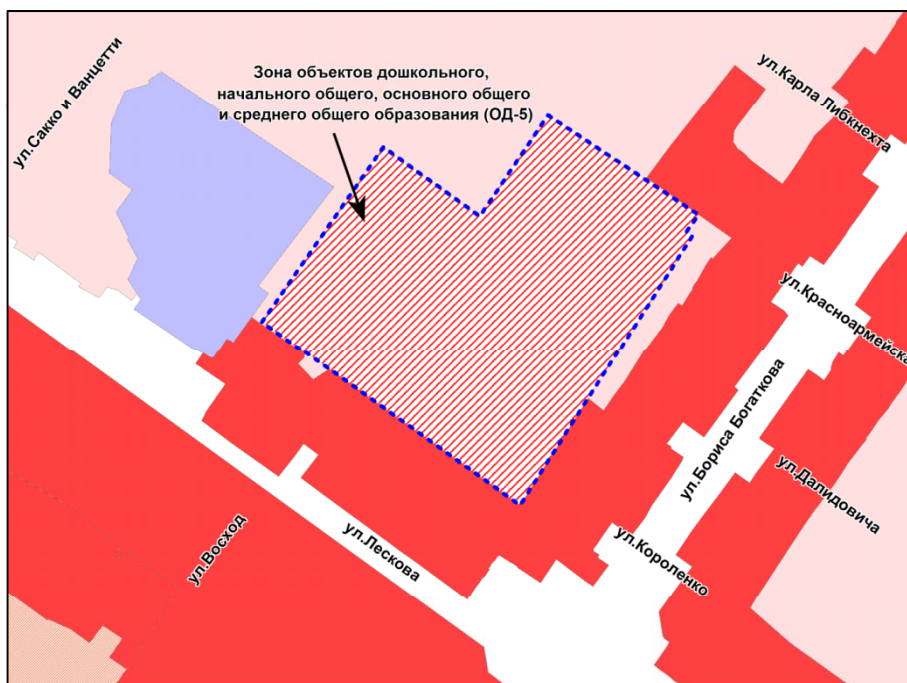 Зона объектов дошкольного,
начального общего, основного общего
и среднего общего образования (ОД-5)
ул.Сакко и Ванцетти
ул.Карла Либкнехта
ул.Красноармейска
ул.Бориса Богаткова
ул.Далидовича
ул.Короленко
ул.Лескова
ул.Восход